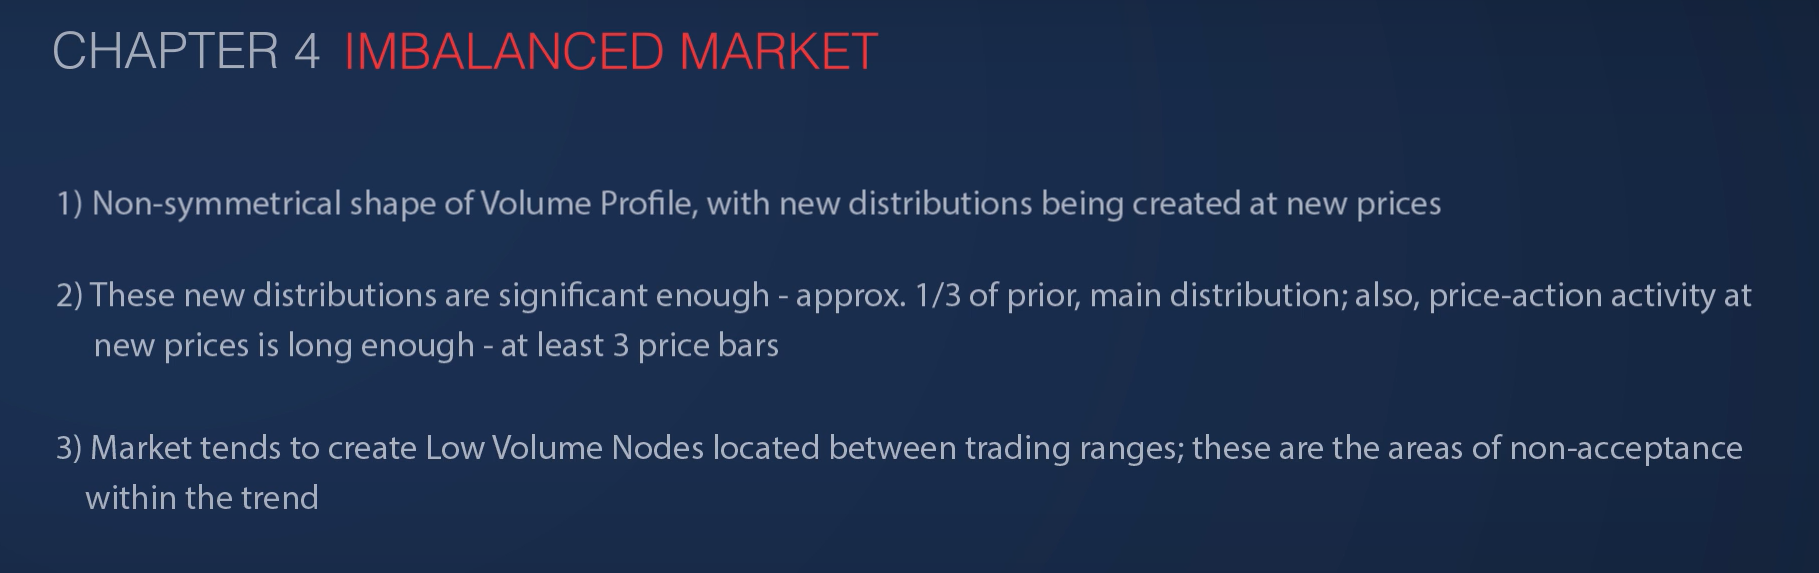 CHAPTER 4 IMBALANCED MARKET
1) Non-symmetrical shape of Volume Profile, with new distributions being created at new prices
2) These new distributions are significant enough - approx. 1/3 of prior, main distribution; also, price-action activity at
new prices is long enough - at least 3 price bars
3) Market tends to create Low Volume Nodes located between trading ranges; these are the areas of non-acceptance
within the trend